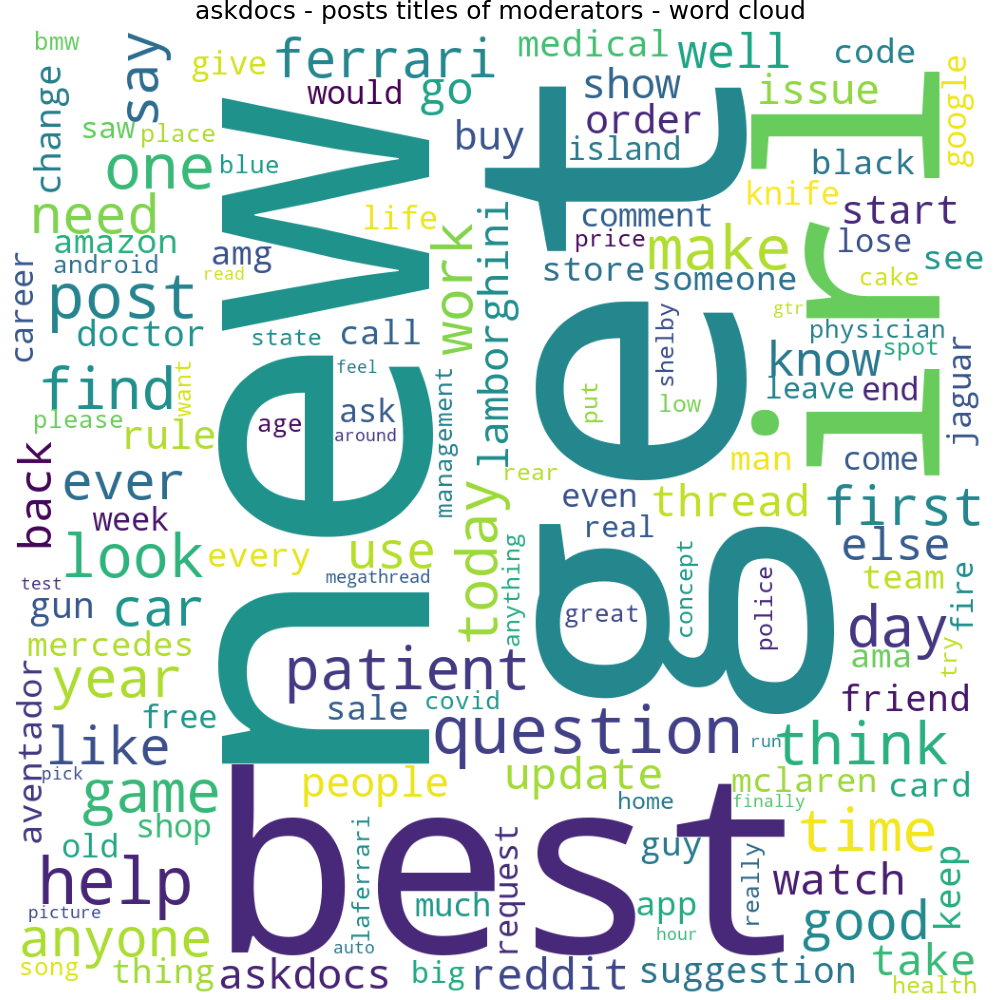 askdocs - posts titles of moderators - word cloud
bmw
say
give
ferrari
medical
well
code
change
would
go
show
issue
google
saw
place
buy
order
island
one
blue
new
get
girl
black
need
life
comment
knife
start
amazon
amg
price
make
lose
see
android
read
work
lamborghini
store
someone
cake
career
post
gtr
doctor
state
call
physician
know
spot
feel
shelby
jaguar
find
want
leave
end
please
age
ask
put
low
rule
around
management
man
come
back
ever
rear
even
thread
first
week
real
else
look
every
use
today
anything
test
megathread
concept
police
team
fire
gun
car
great
day
mercedes
patient
ama
try
year
friend
aventador
free
sale
covid
question
like
run
think
pick
people
update
mclaren
card
game
home
finally
shop
best
time
old
laferrari
request
guy
really
help
watch
keep
picture
much
app
good
anyone
auto
hour
take
song
thing
askdocs
big
reddit
suggestion
health